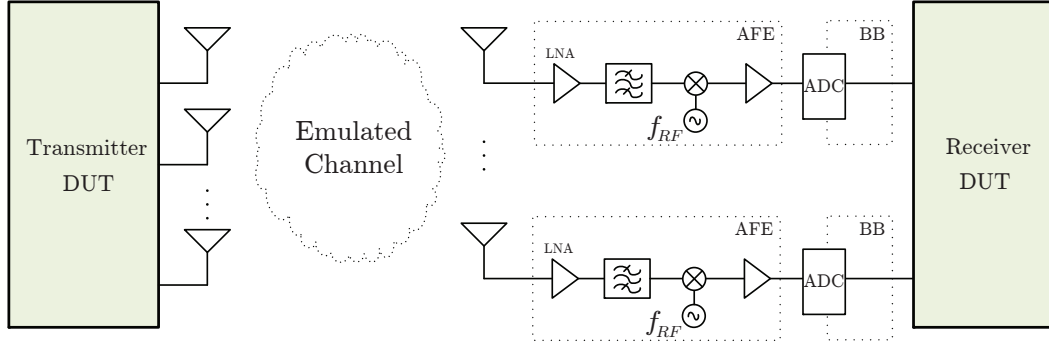 Transmitter
DUT
Emulated
Channel
AFE
BB
LNA
ADC
f_RF
Receiver
DUT
AFE
BB
LNA
ADC
f_RF